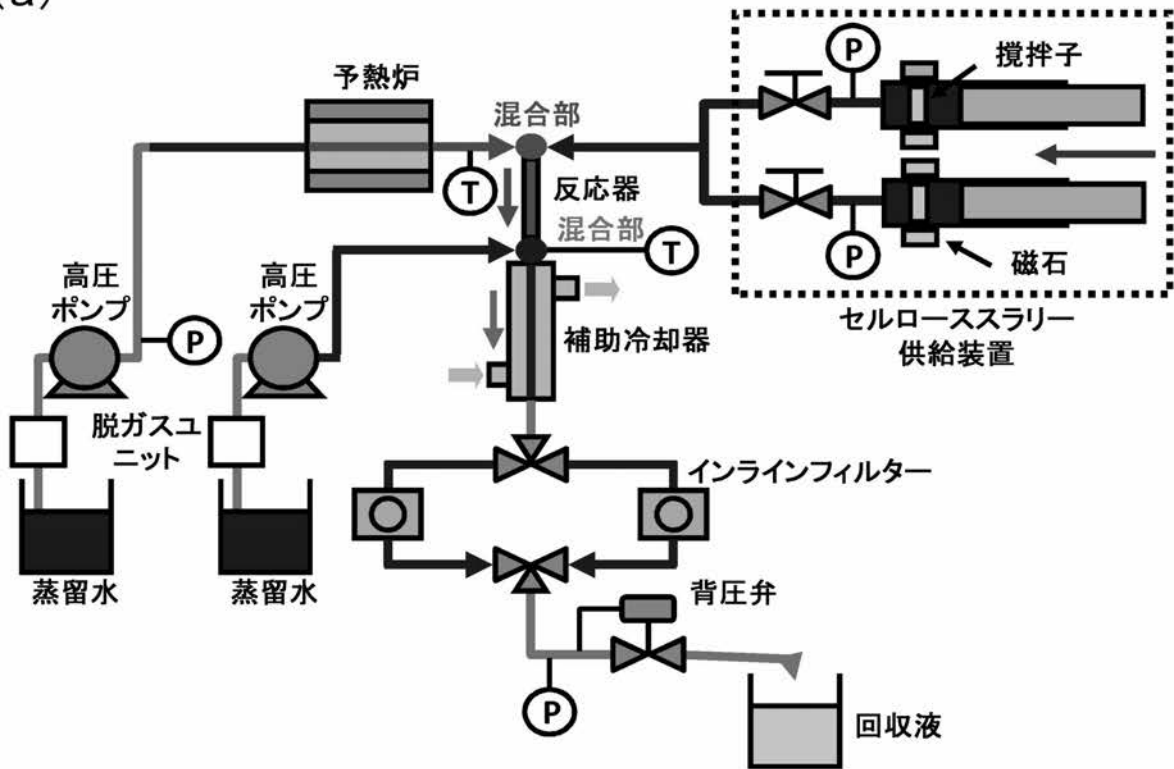 (a)
予熱炉
混合部
T
反応器
混合部
T
P
撹拌子
P
磁石
セルローススラリー
供給装置
高圧
ポンプ
P
高圧
ポンプ
補助冷却器
脱ガスユ
ニット
インラインフィルター
蒸留水
蒸留水
背圧弁
P
回収液